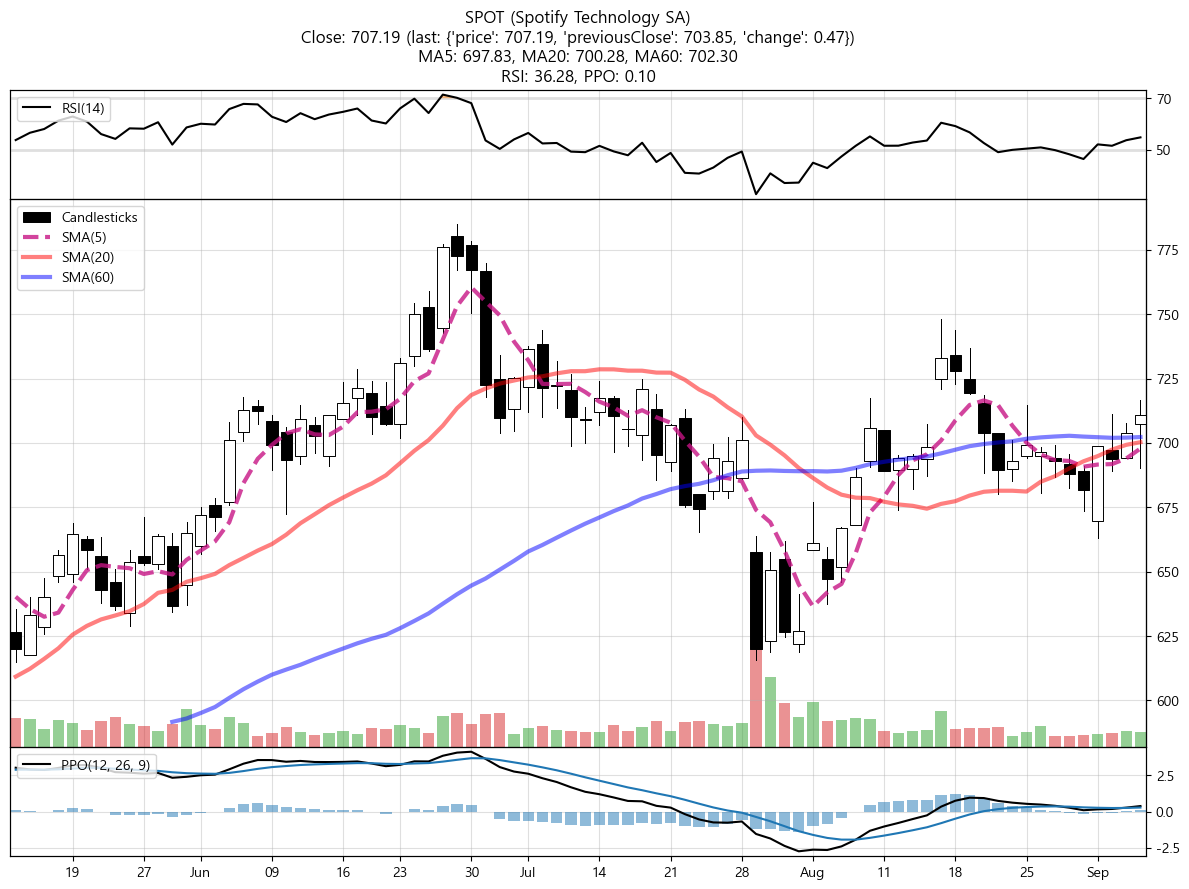 SPOT (Spotify Technology SA)
Close: 707.19 (last: {'price': 707.19, 'previousClose': 703.85, 'change': 0.47})
MA5: 697.83, MA20: 700.28, MA60: 702.30
RSI: 36.28, PPO: 0.10
RSI(14)
70
50
Candlesticks
SMA(5)
SMA(20)
SMA(60)
775
750
725
700
675
650
625
600
PPO(12, 26, 9)
2.5
0.0
−2.5
19 27 Jun 09 16 23 30 Jul 14 21 28 Aug 11 18 25 Sep